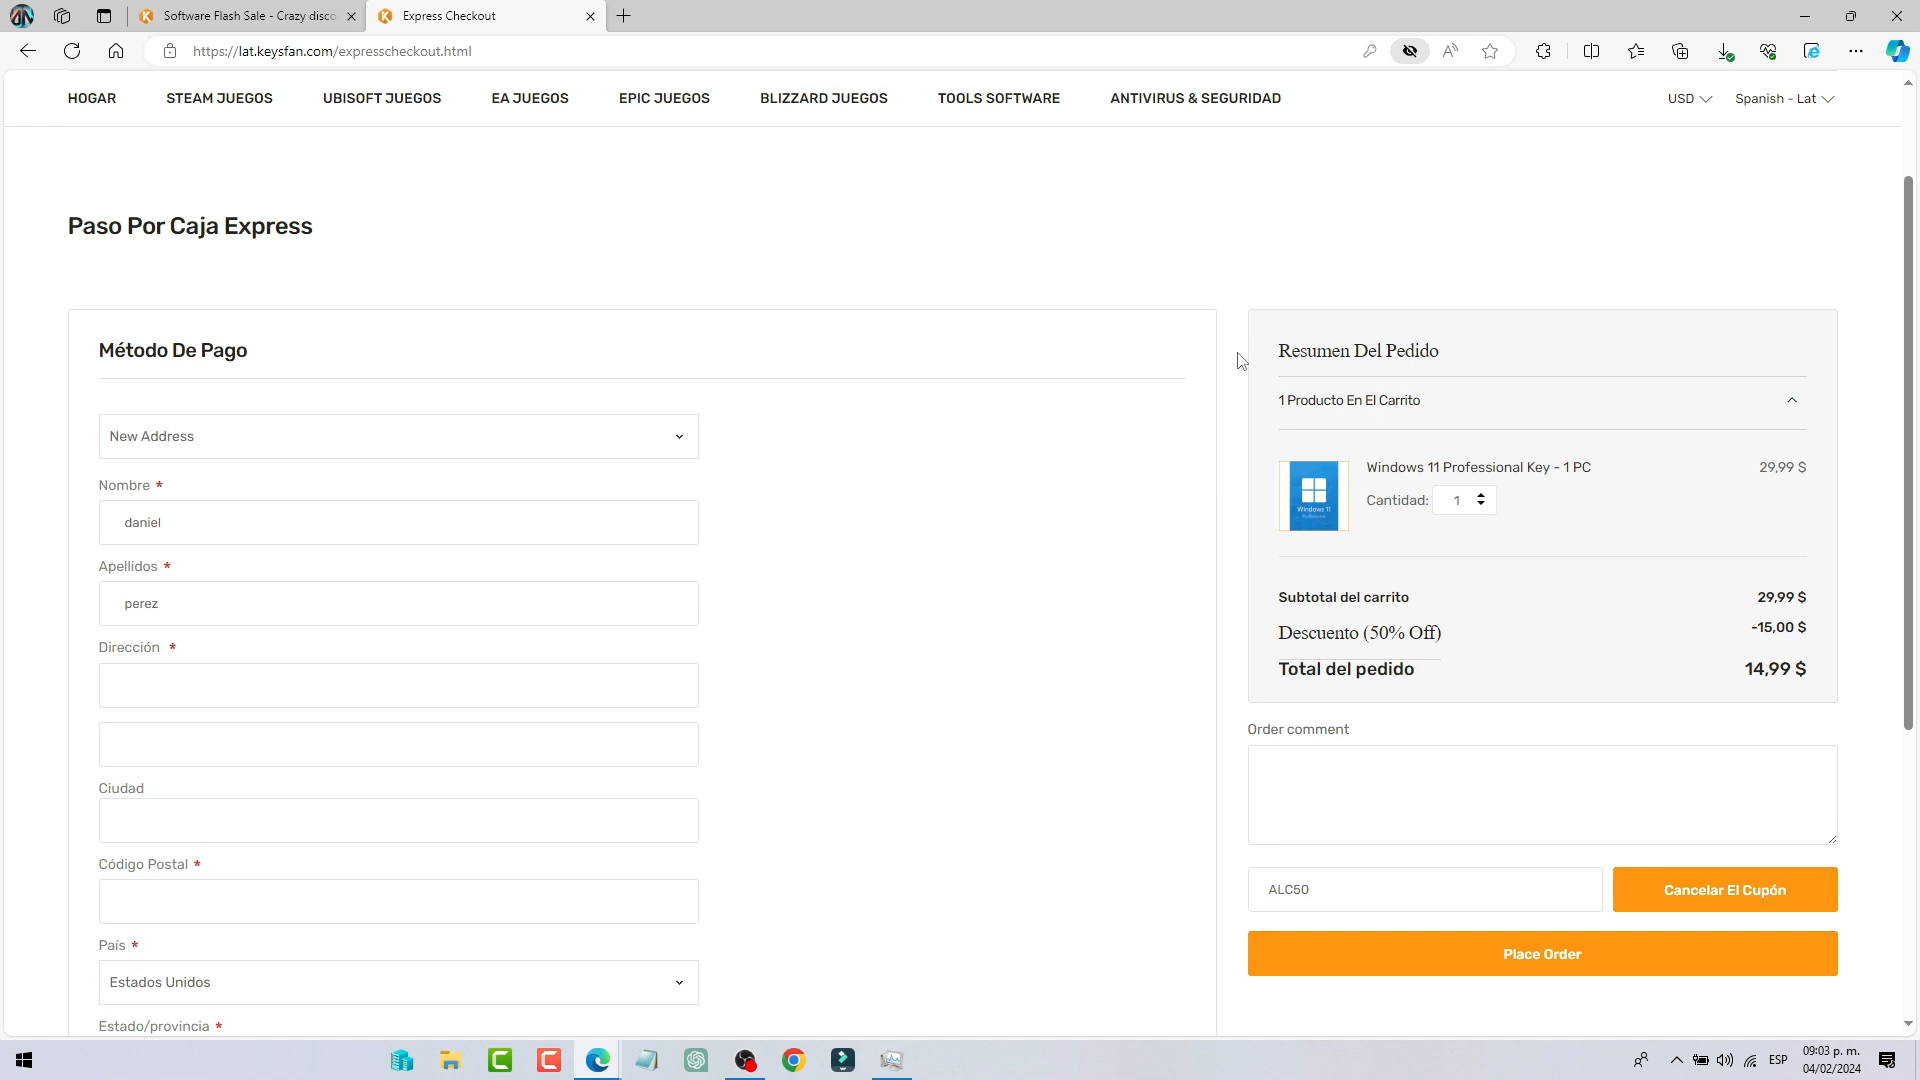 Software Flash Sale - Crazy disco
Express Checkout
https://lat.keysfan.com/expresscheckout.html
HOGAR STEAM JUEGOS UBISOFT JUEGOS EA JUEGOS EPIC JUEGOS BLIZZARD JUEGOS TOOLS SOFTWARE ANTIVIRUS & SEGURIDAD USD Spanish - Lat
Paso Por Caja Express
Método De Pago
New Address
Nombre *
daniel
Apellidos *
perez
Dirección *
Ciudad
Código Postal *
País *
Estados Unidos
Estado/provincia *
Resumen Del Pedido
1 Producto En El Carrito
Windows 11 Professional Key - 1 PC 29,99 $
Cantidad: 1
Windows 11
Subtotal del carrito 29,99 $
Descuento (50% Off) -15,00 $
Total del pedido 14,99 $
Order comment
ALC50
Cancelar El Cupón
Place Order
ESP
09:03 p. m.
04/02/2024